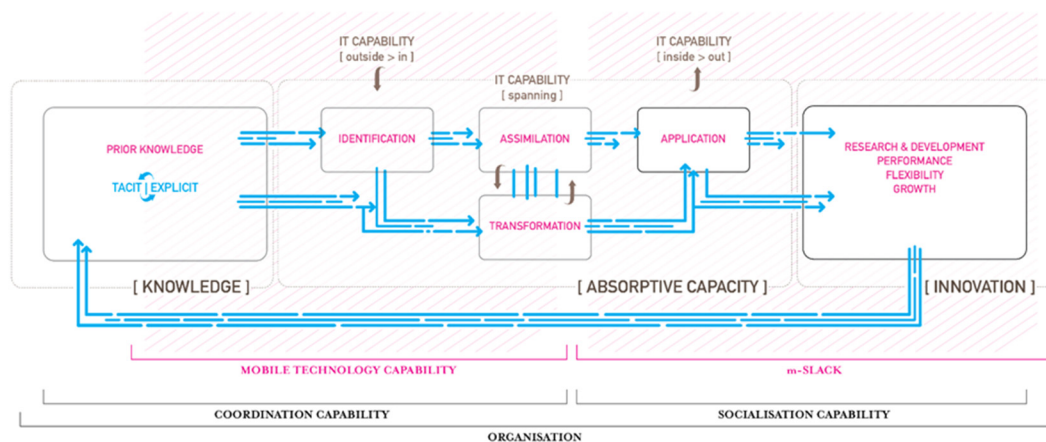 IT CAPABILITY
[ outside > in ]
IT CAPABILITY
[ spanning ]
IT CAPABILITY
[ inside > out ]
PRIOR KNOWLEDGE
TACIT | EXPLICIT
IDENTIFICATION
ASSIMILATION
APPLICATION
TRANSFORMATION
RESEARCH & DEVELOPMENT
PERFORMANCE
FLEXIBILITY
GROWTH
[ KNOWLEDGE ]
[ ABSORPTIVE CAPACITY ]
[ INNOVATION ]
MOBILE TECHNOLOGY CAPABILITY
m-SLACK
COORDINATION CAPABILITY
SOCIALISATION CAPABILITY
ORGANISATION